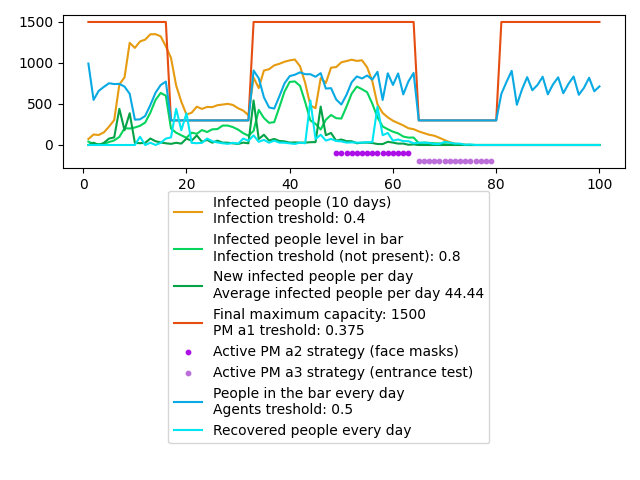 1500
1000
500
0
0 20 40 60 80 100
Infected people (10 days)
Infection treshold: 0.4
Infected people level in bar
Infection treshold (not present): 0.8
New infected people per day
Average infected people per day 44.44
Final maximum capacity: 1500
PM a1 treshold: 0.375
Active PM a2 strategy (face masks)
Active PM a3 strategy (entrance test)
People in the bar every day
Agents treshold: 0.5
Recovered people every day